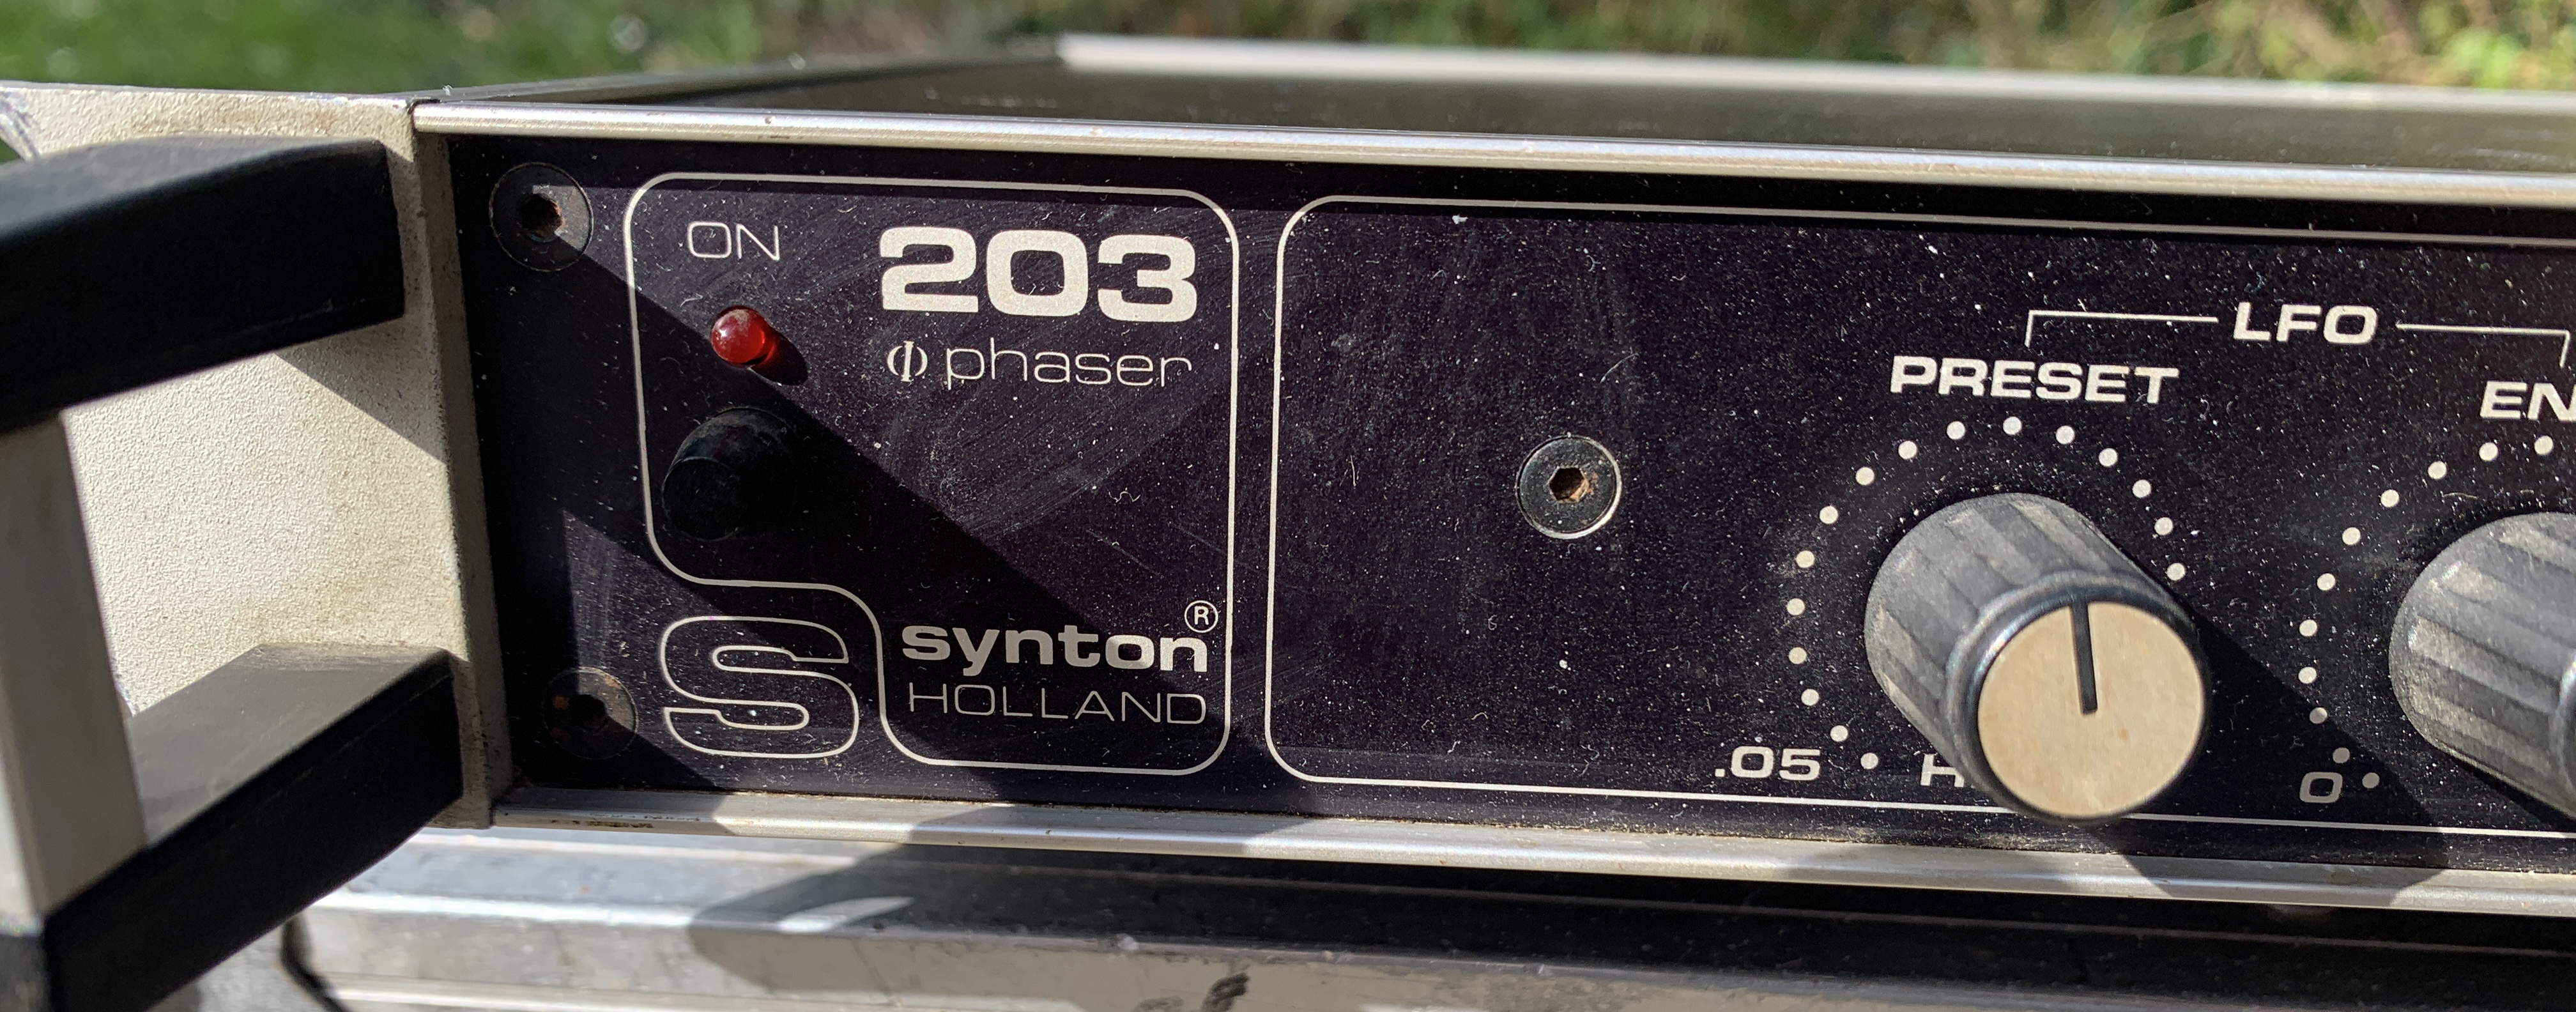 ON
203
Φ phaser
S
synton®
HOLLAND
LFO
PRESET
.05
0